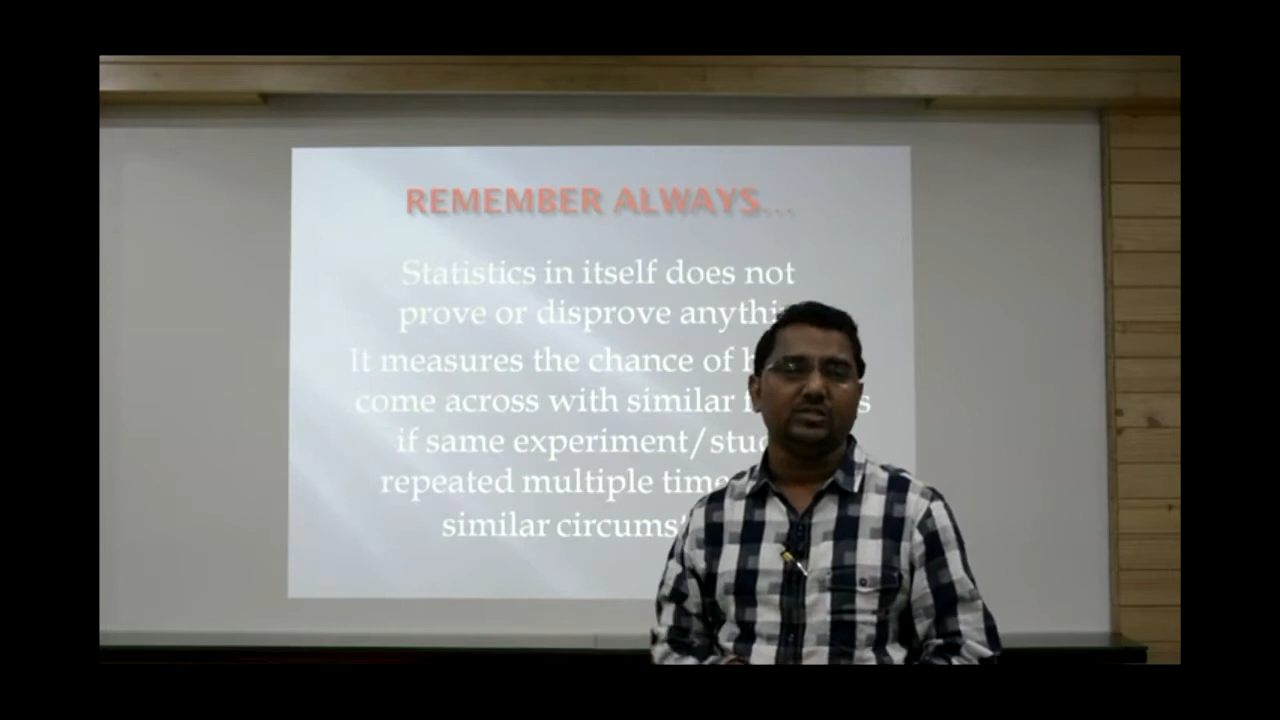 REMEMBER ALWAYS...
Statistics in itself does not
prove or disprove
It measures the chance of
come across with similar
if same experiment/
repeated multiple
similar